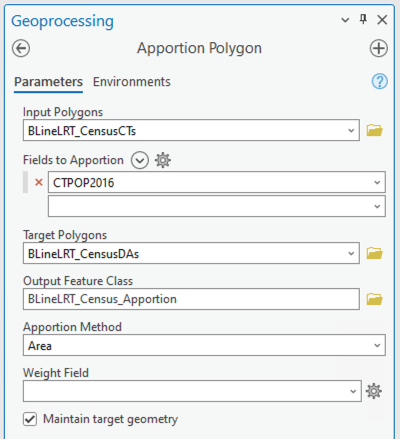 Geoprocessing
Apportion Polygon
Parameters Environments
Input Polygons
BLineLRT_CensusCTs
Fields to Apportion
CTPOP2016
Target Polygons
BLineLRT_CensusDAs
Output Feature Class
BLineLRT_Census_Apportion
Apportion Method
Area
Weight Field
Maintain target geometry